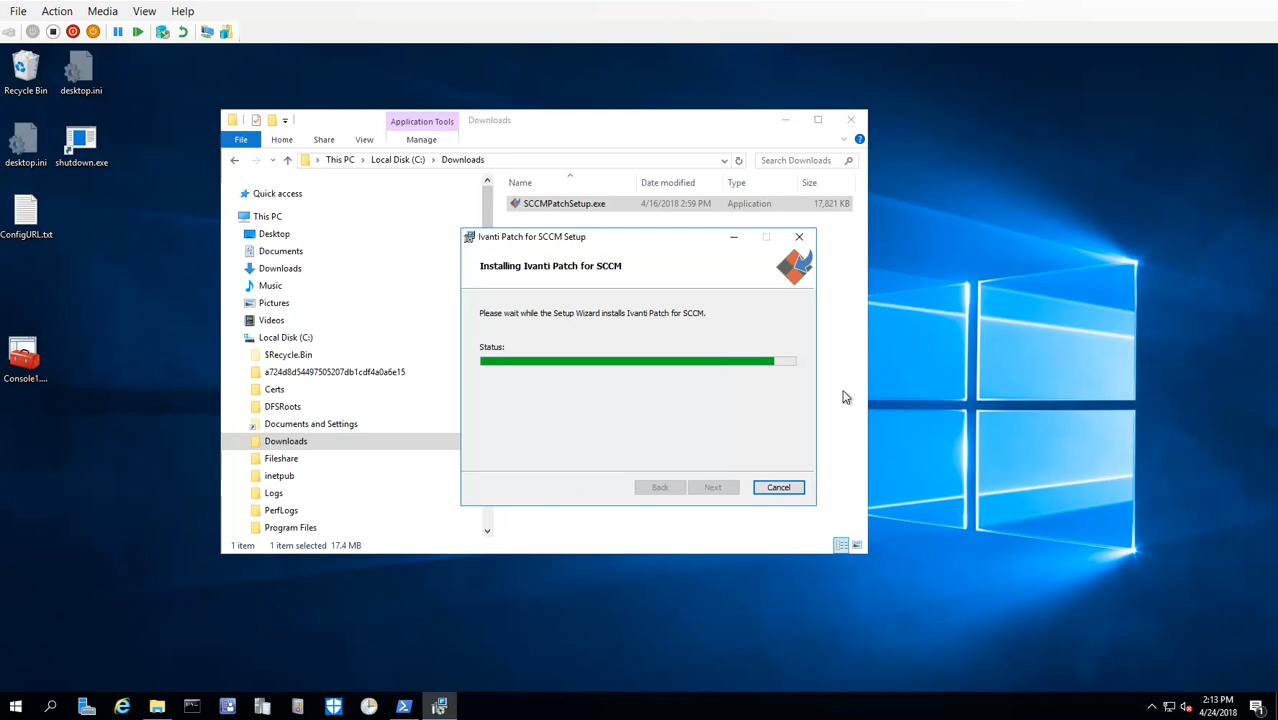 File Action Media View Help
Recycle Bin
desktop.ini
desktop.ini
shutdown.exe
ConfigURL.txt
Console1....
Application Tools
Downloads
File Home Share View Manage
This PC Local Disk (C:) Downloads
Search Downloads
Name Date modified Type Size
SCCMPatchSetup.exe 4/16/2018 2:59 PM Application 17,821 KB
Quick access
This PC
Desktop
Documents
Downloads
Music
Pictures
Videos
Local Disk (C:)
$Recycle.Bin
a724d8d54497505207db1cdf4a0a6e15
Certs
DFSRoots
Documents and Settings
Downloads
Fileshare
inetpub
Logs
PerfLogs
Program Files
1 item 1 item selected 17.4 MB
Ivanti Patch for SCCM Setup
Installing Ivanti Patch for SCCM
Please wait while the Setup Wizard installs Ivanti Patch for SCCM.
Status:
Back Next Cancel
2:13 PM
4/24/2018
1